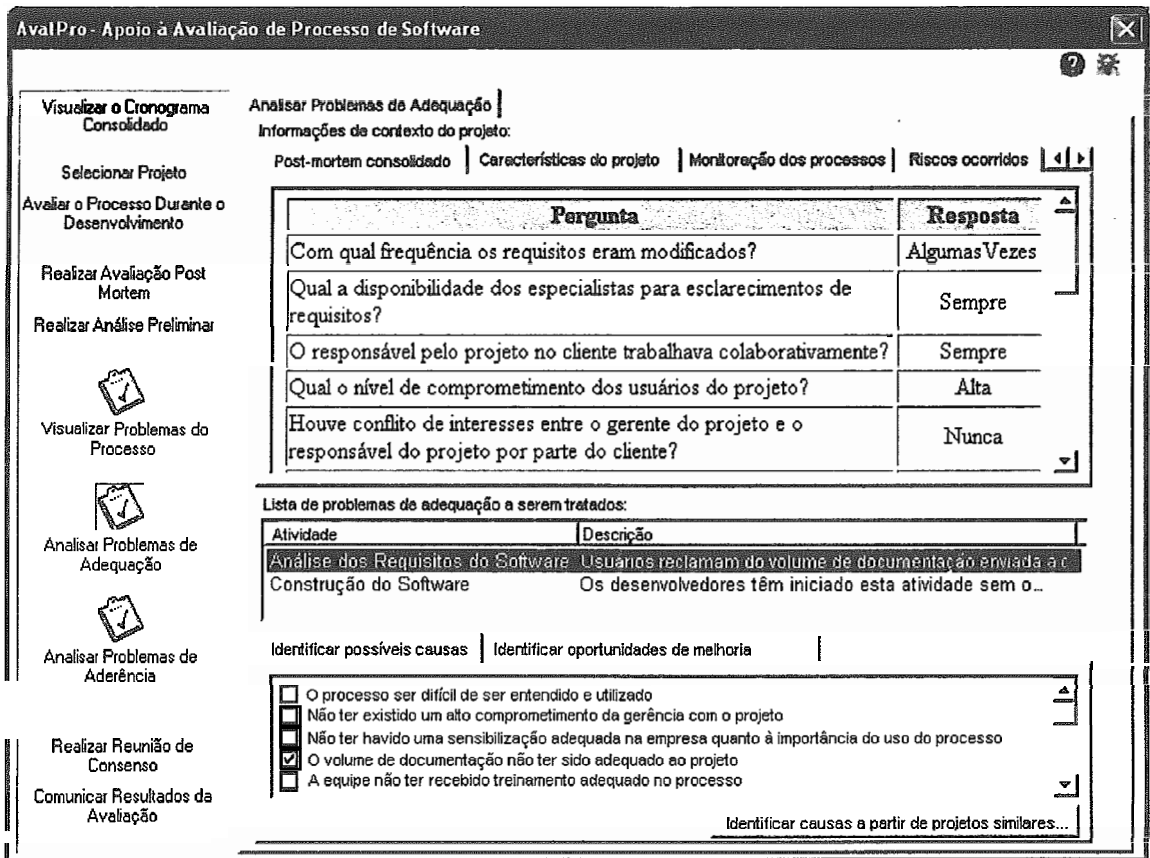 AvalPro - Apoio à Avaliação de Processo de Software
Visualizar o Cronograma
Consolidado
Selecionar Projeto
Avaliar o Processo Durante o
Desenvolvimento
Realizar Avaliação Post
Mortem
Realizar Análise Preliminar
Visualizar Problemas do
Processo
Analisar Problemas de
Adequação
Analisar Problemas de
Aderência
Realizar Reunião de
Consenso
Comunicar Resultados da
Avaliação
Analisar Problemas de Adequação
Informações de contexto do projeto:
Post-mortem consolidado Características do projeto Monitoração dos processos Riscos ocorridos
Pergunta Resposta
Com qual frequência os requisitos eram modificados? AlgumasVezes
Qual a disponibilidade dos especialistas para esclarecimentos de
requisitos? Sempre
O responsável pelo projeto no cliente trabalhava colaborativamente? Sempre
Qual o nível de comprometimento dos usuários do projeto? Alta
Houve conflito de interesses entre o gerente do projeto e o
responsável do projeto por parte do cliente? Nunca
Lista de problemas de adequação a serem tratados:
Atividade Descrição
Análise dos Requisitos do Software Usuários reclamam do volume de documentação enviada a
Construção do Software Os desenvolvedores têm iniciado esta atividade sem o...
Identificar possíveis causas Identificar oportunidades de melhoria
O processo ser difícil de ser entendido e utilizado
Não ter existido um alto comprometimento da gerência com o projeto
Não ter havido uma sensibilização adequada na empresa quanto à importância do uso do processo
O volume de documentação não ter sido adequado ao projeto
A equipe não ter recebido treinamento adequado no processo
Identificar causas a partir de projetos similares...